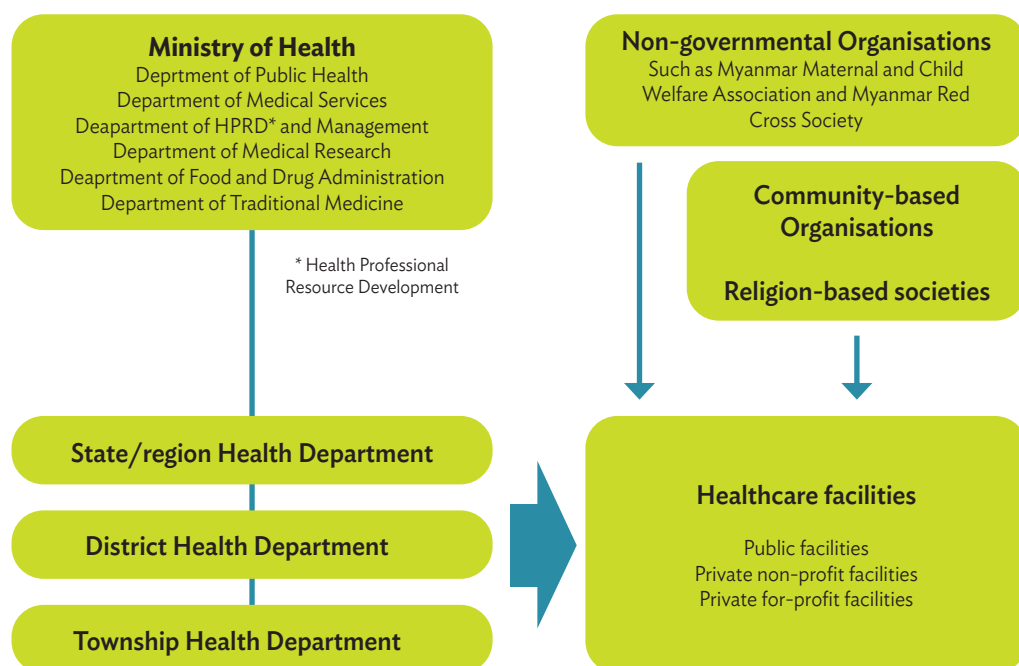 Ministry of Health
Deprtment of Public Health
Department of Medical Services
Deapartment of HPRD* and Management
Department of Medical Research
Deaprtment of Food and Drug Administration
Department of Traditional Medicine
* Health Professional
Resource Development
State/region Health Department
District Health Department
Township Health Department
Non-governmental Organisations
Such as Myanmar Maternal and Child
Welfare Association and Myanmar Red
Cross Society
Community-based
Organisations
Religion-based societies
Healthcare facilities
Public facilities
Private non-profit facilities
Private for-profit facilities